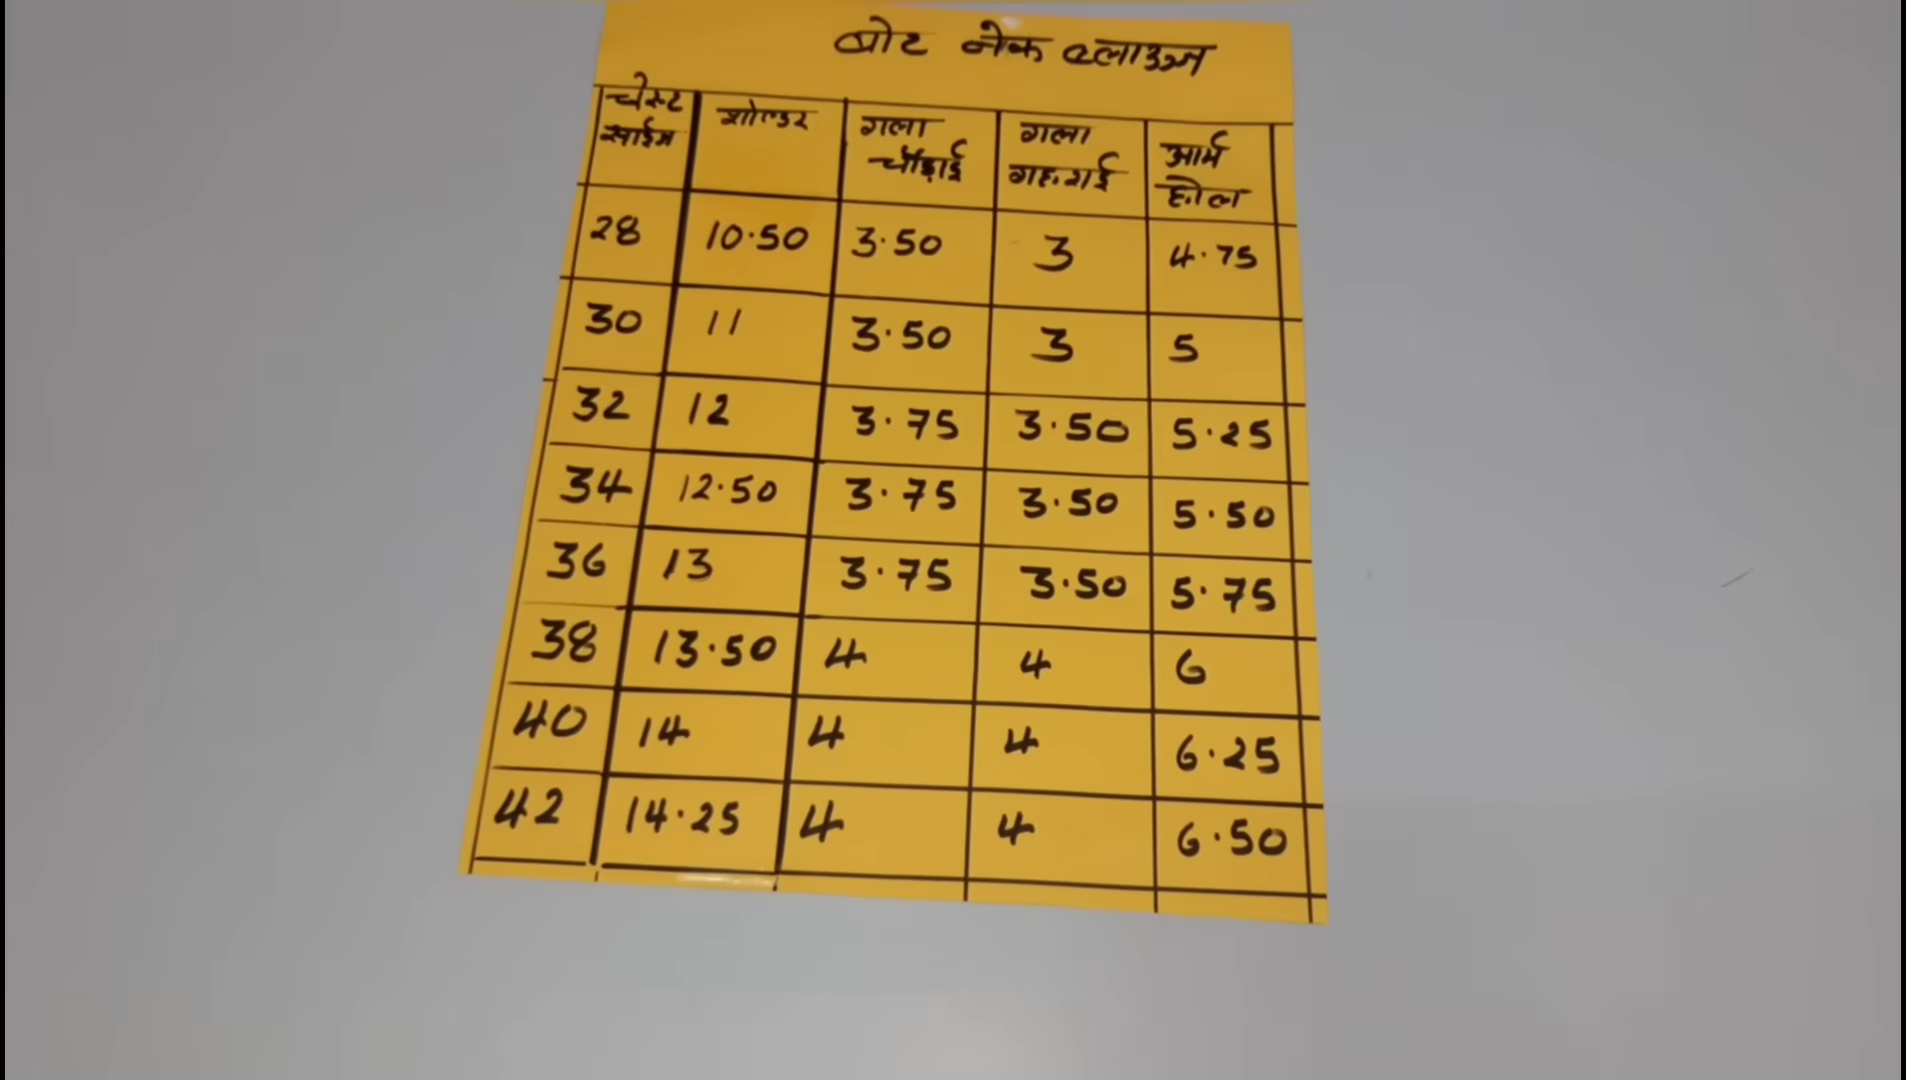 बोट नेक ब्लाउज
चेस्ट साईज शोल्डर गला चौड़ाई गला गहराई आर्म होल
28 10.50 3.50 3 4.75
30 11 3.50 3 5
32 12 3.75 3.50 5.25
34 12.50 3.75 3.50 5.50
36 13 3.75 3.50 5.75
38 13.50 4 4 6
40 14 4 4 6.25
42 14.25 4 4 6.50